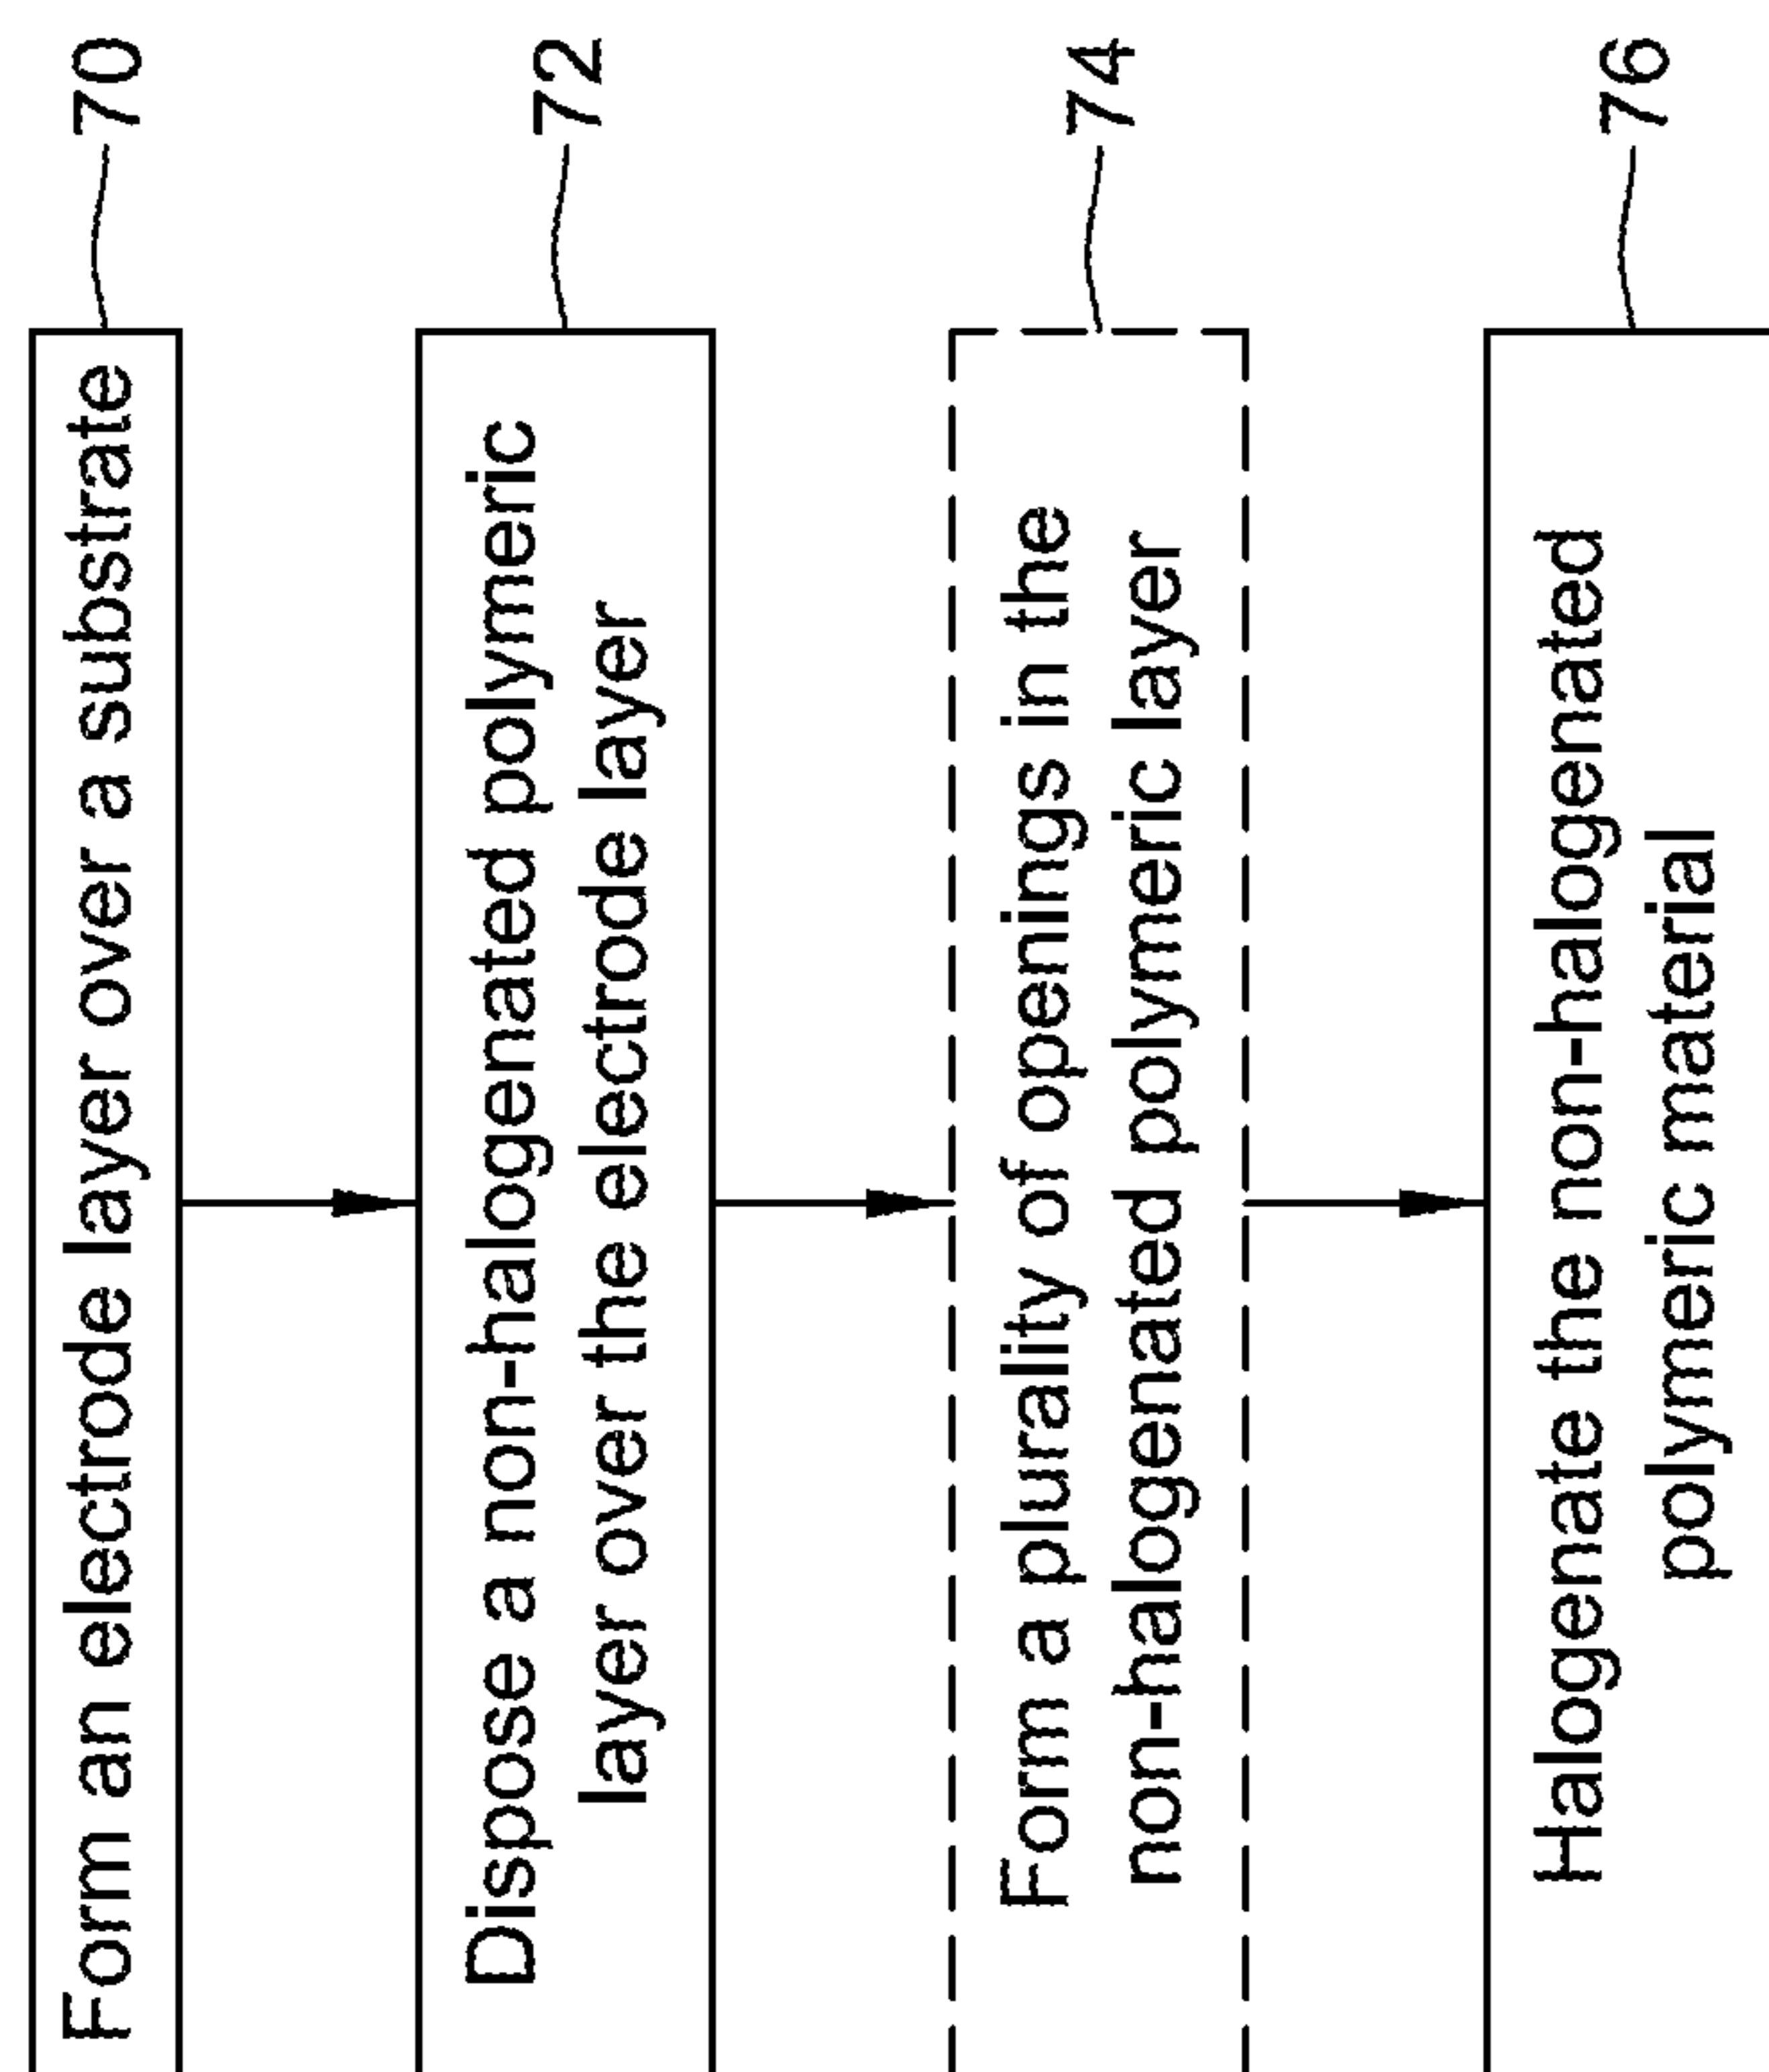 Form an electrode layer over a substrate
70
Dispose a non-halogenated polymeric
layer over the electrode layer
72
Form a plurality of openings in the
non-halogenated polymeric layer
74
Halogenate the non-halogenated
polymeric material
76